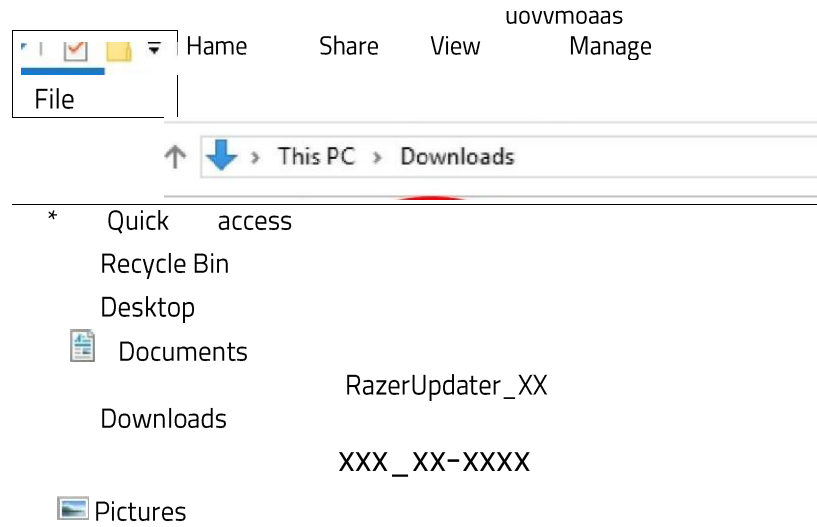 uovvmoaas
Hame Share View Manage
File
This PC > Downloads
* Quick access
Recycle Bin
Desktop
Documents
RazerUpdater_XX
Downloads
XXX_XX-XXXX
Pictures